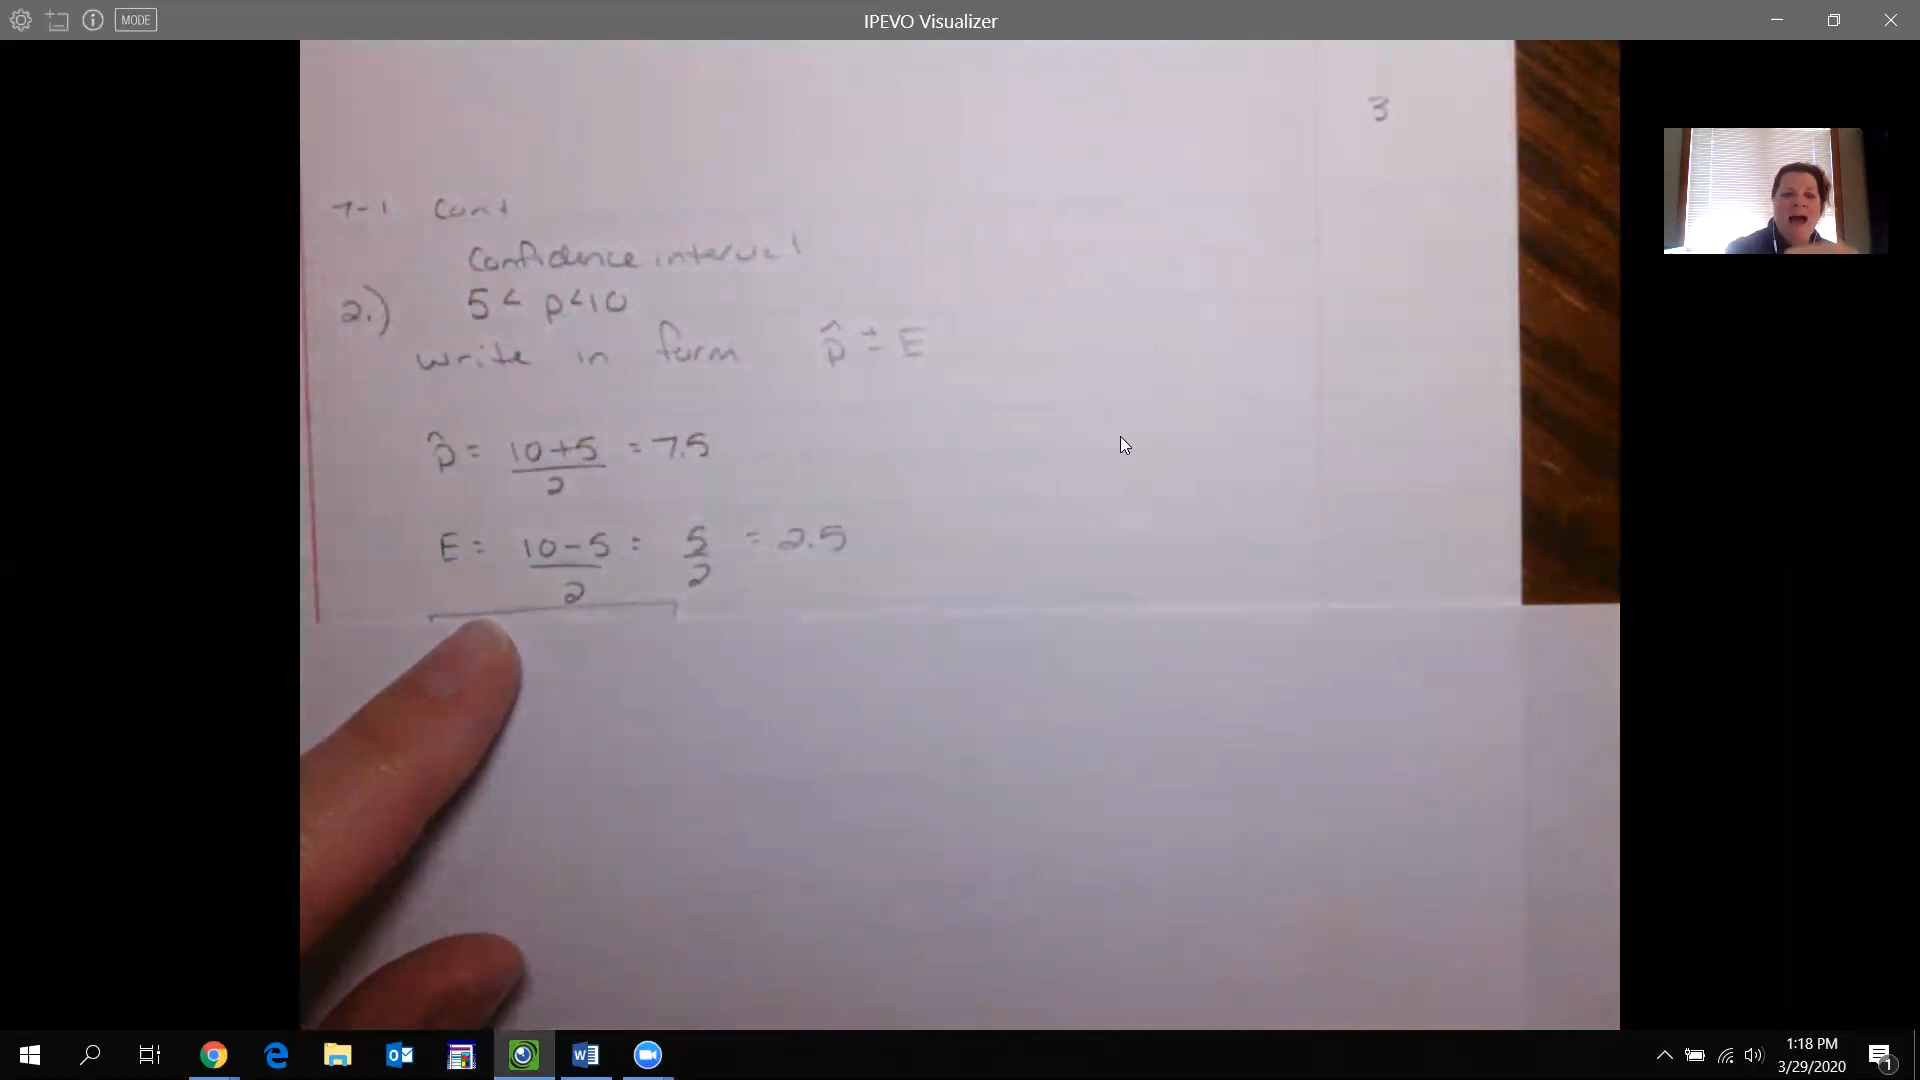 IPEVO Visualizer
MODE
3
7-1 Cont
Confidence interval
2.) 5 < p < 10
write in form p̂ ± E
p̂ = 10+5 / 2 = 7.5
E = 10-5 / 2 = 5 / 2 = 2.5
1:18 PM
3/29/2020
1